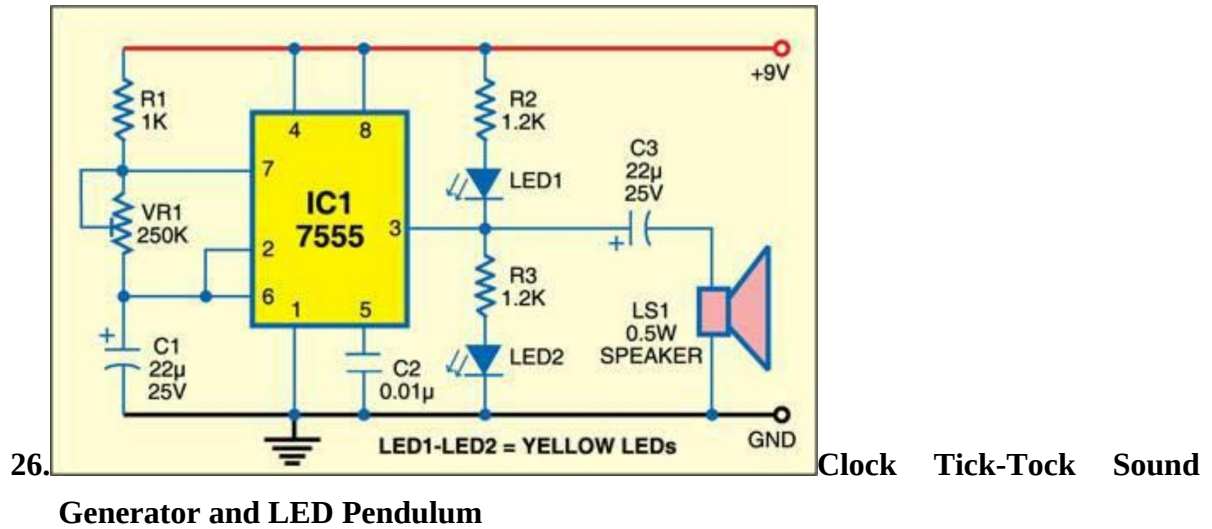 26.
+9V
R1
1K
4
8
R2
1.2K
7
LED1
C3
22µ
25V
VR1
250K
IC1
7555
3
+
2
6
R3
1.2K
1
5
LS1
0.5W
SPEAKER
+
C1
22µ
25V
C2
0.01µ
LED2
LED1-LED2 = YELLOW LEDs
GND
Clock Tick-Tock Sound
Generator and LED Pendulum